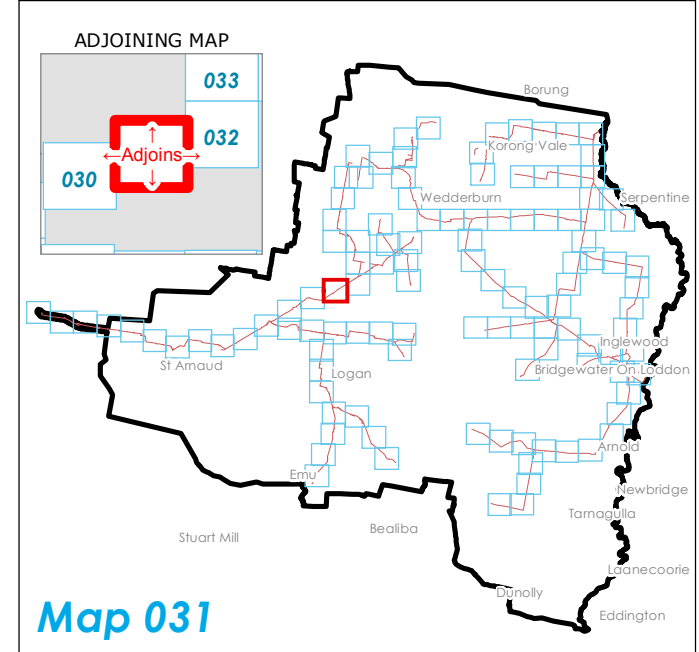 ADJOINING MAP
033
032
Adjoins
030
Borung
Korong Vale
Wedderburn
Serpentine
Inglewood
St Arnaud
Bridgewater On Loddon
Logan
Arnold
Emu
Newbridge
Tarnagulla
Bealiba
Stuart Mill
Laanecoorie
Dunolly
Eddington
Map 031